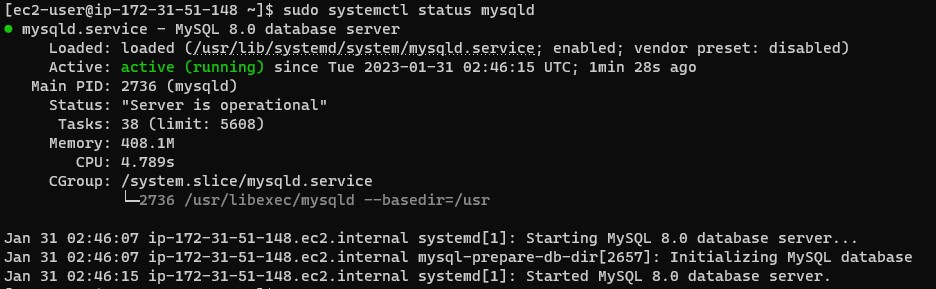 [ec2-user@ip-172-31-51-148 ~]$ sudo systemctl status mysqld
● mysqld.service - MySQL 8.0 database server
Loaded: loaded (/usr/lib/systemd/system/mysqld.service; enabled; vendor preset: disabled)
Active: active (running) since Tue 2023-01-31 02:46:15 UTC; 1min 28s ago
Main PID: 2736 (mysqld)
Status: "Server is operational"
Tasks: 38 (limit: 5608)
Memory: 408.1M
CPU: 4.789s
CGroup: /system.slice/mysqld.service
└─2736 /usr/libexec/mysqld --basedir=/usr
Jan 31 02:46:07 ip-172-31-51-148.ec2.internal systemd[1]: Starting MySQL 8.0 database server...
Jan 31 02:46:07 ip-172-31-51-148.ec2.internal mysql-prepare-db-dir[2657]: Initializing MySQL database
Jan 31 02:46:15 ip-172-31-51-148.ec2.internal systemd[1]: Started MySQL 8.0 database server.